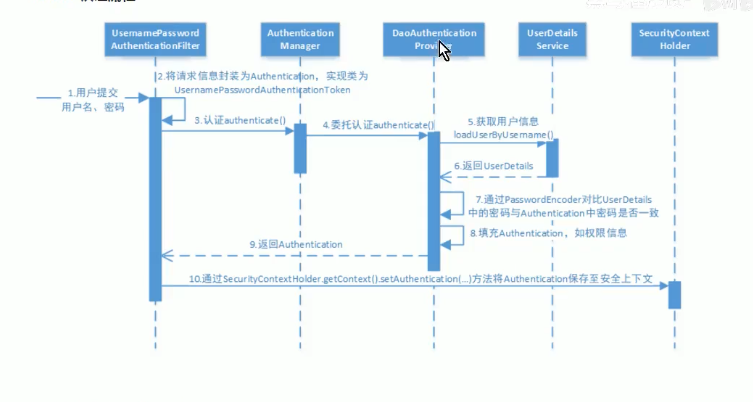 UsernamePassword
AuthenticationFilter
Authentication
Manager
DaoAuthentication
Provider
UserDetails
Service
SecurityContext
Holder
1.用户提交
用户名、密码
2.将请求信息封装为Authentication，实现类为
UsernamePasswordAuthenticationToken
3.认证authenticate()
4.委托认证authenticate()
5.获取用户信息
loadUserByUsername()
6.返回UserDetails
7.通过PasswordEncoder对比UserDetails
中的密码与Authentication中密码是否一致
8.填充Authentication，如权限信息
9.返回Authentication
10.通过SecurityContextHolder.getContext().setAuthentication(...)方法将Authentication保存至安全上下文